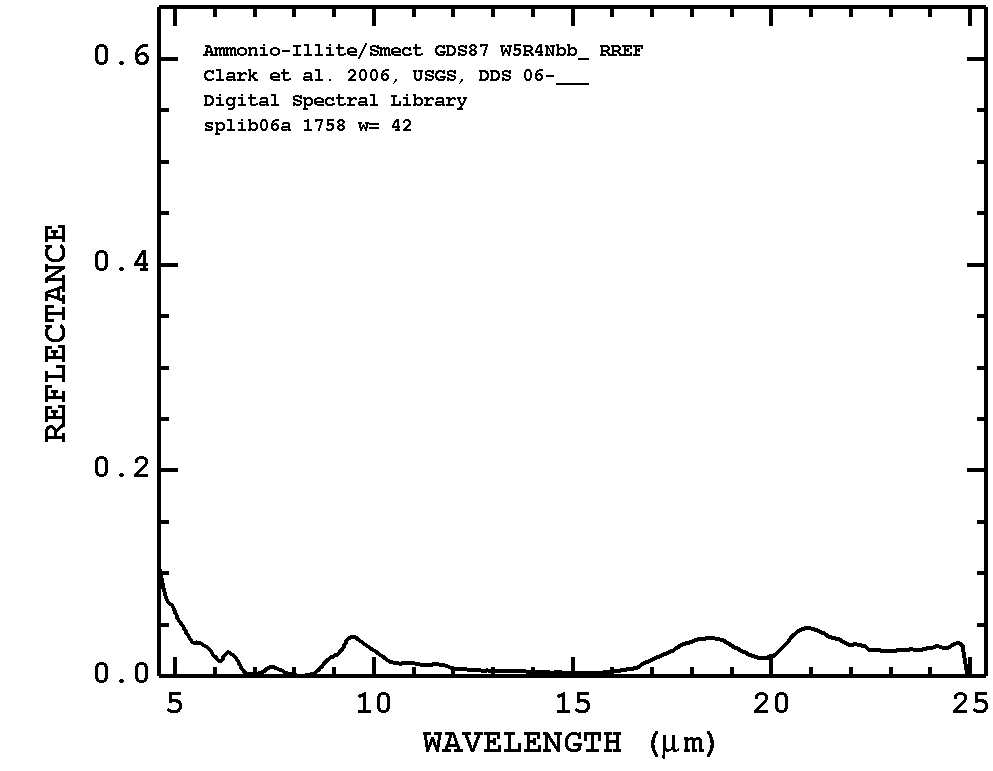 Ammonio-Illite/Smect GDS87 W5R4Nbb_ RREF
Clark et al. 2006, USGS, DDS 06-___
Digital Spectral Library
splib06a 1758 w= 42
REFLECTANCE
0.6
0.4
0.2
0.0
5 10 15 20 25
WAVELENGTH (μm)